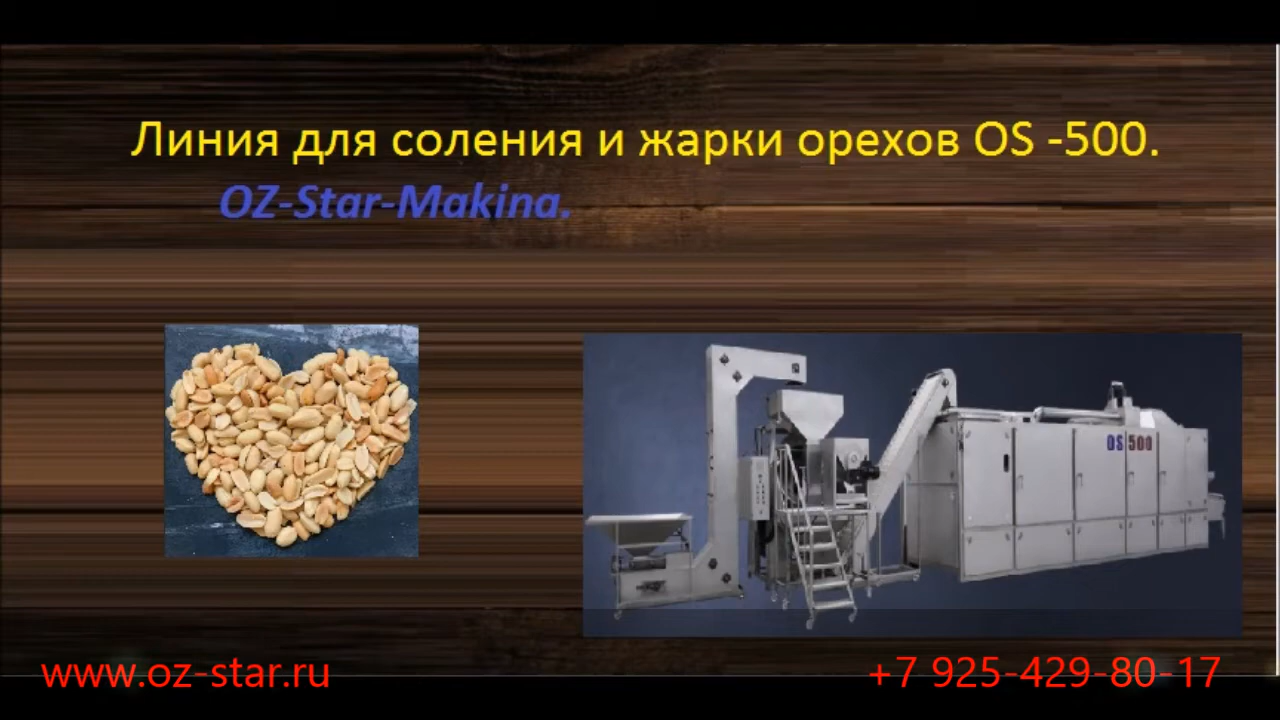 Линия для соления и жарки орехов OS -500.
OZ-Star-Makina.
OS 500
www.oz-star.ru
+7 925-429-80-17